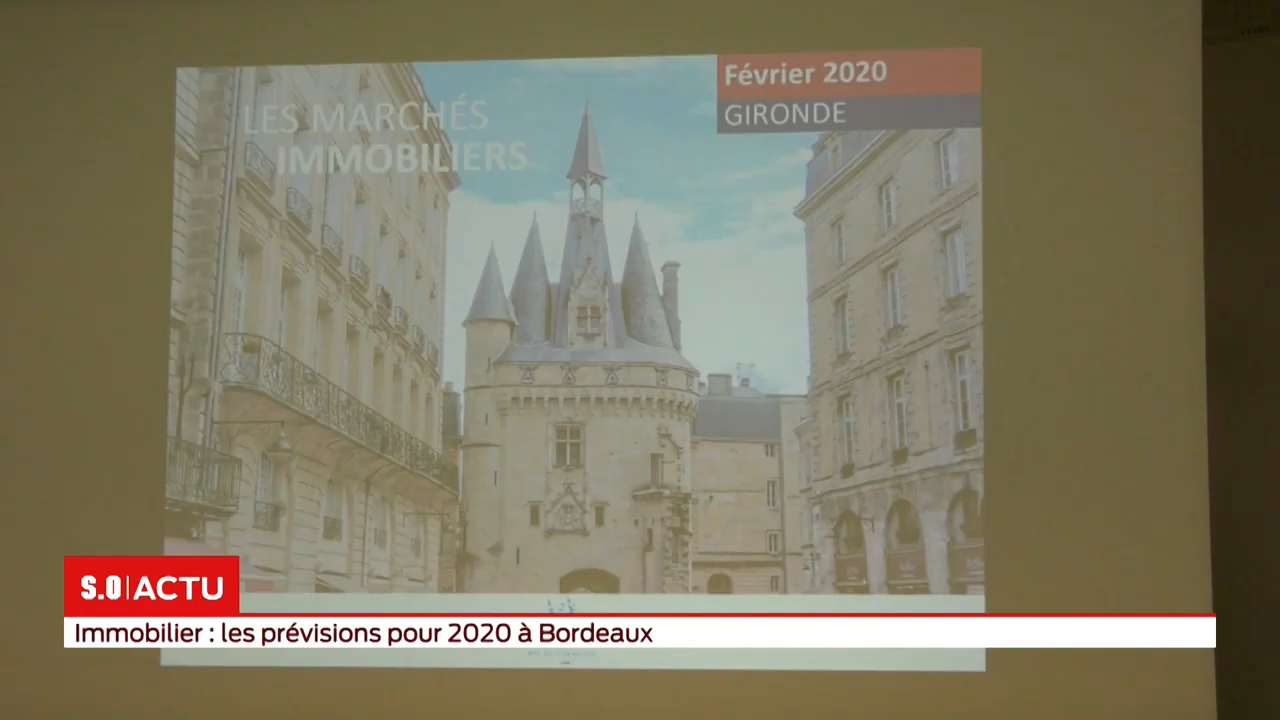 Février 2020
GIRONDE
LES MARCHÉS
IMMOBILIERS
S.O|ACTU
Immobilier : les prévisions pour 2020 à Bordeaux